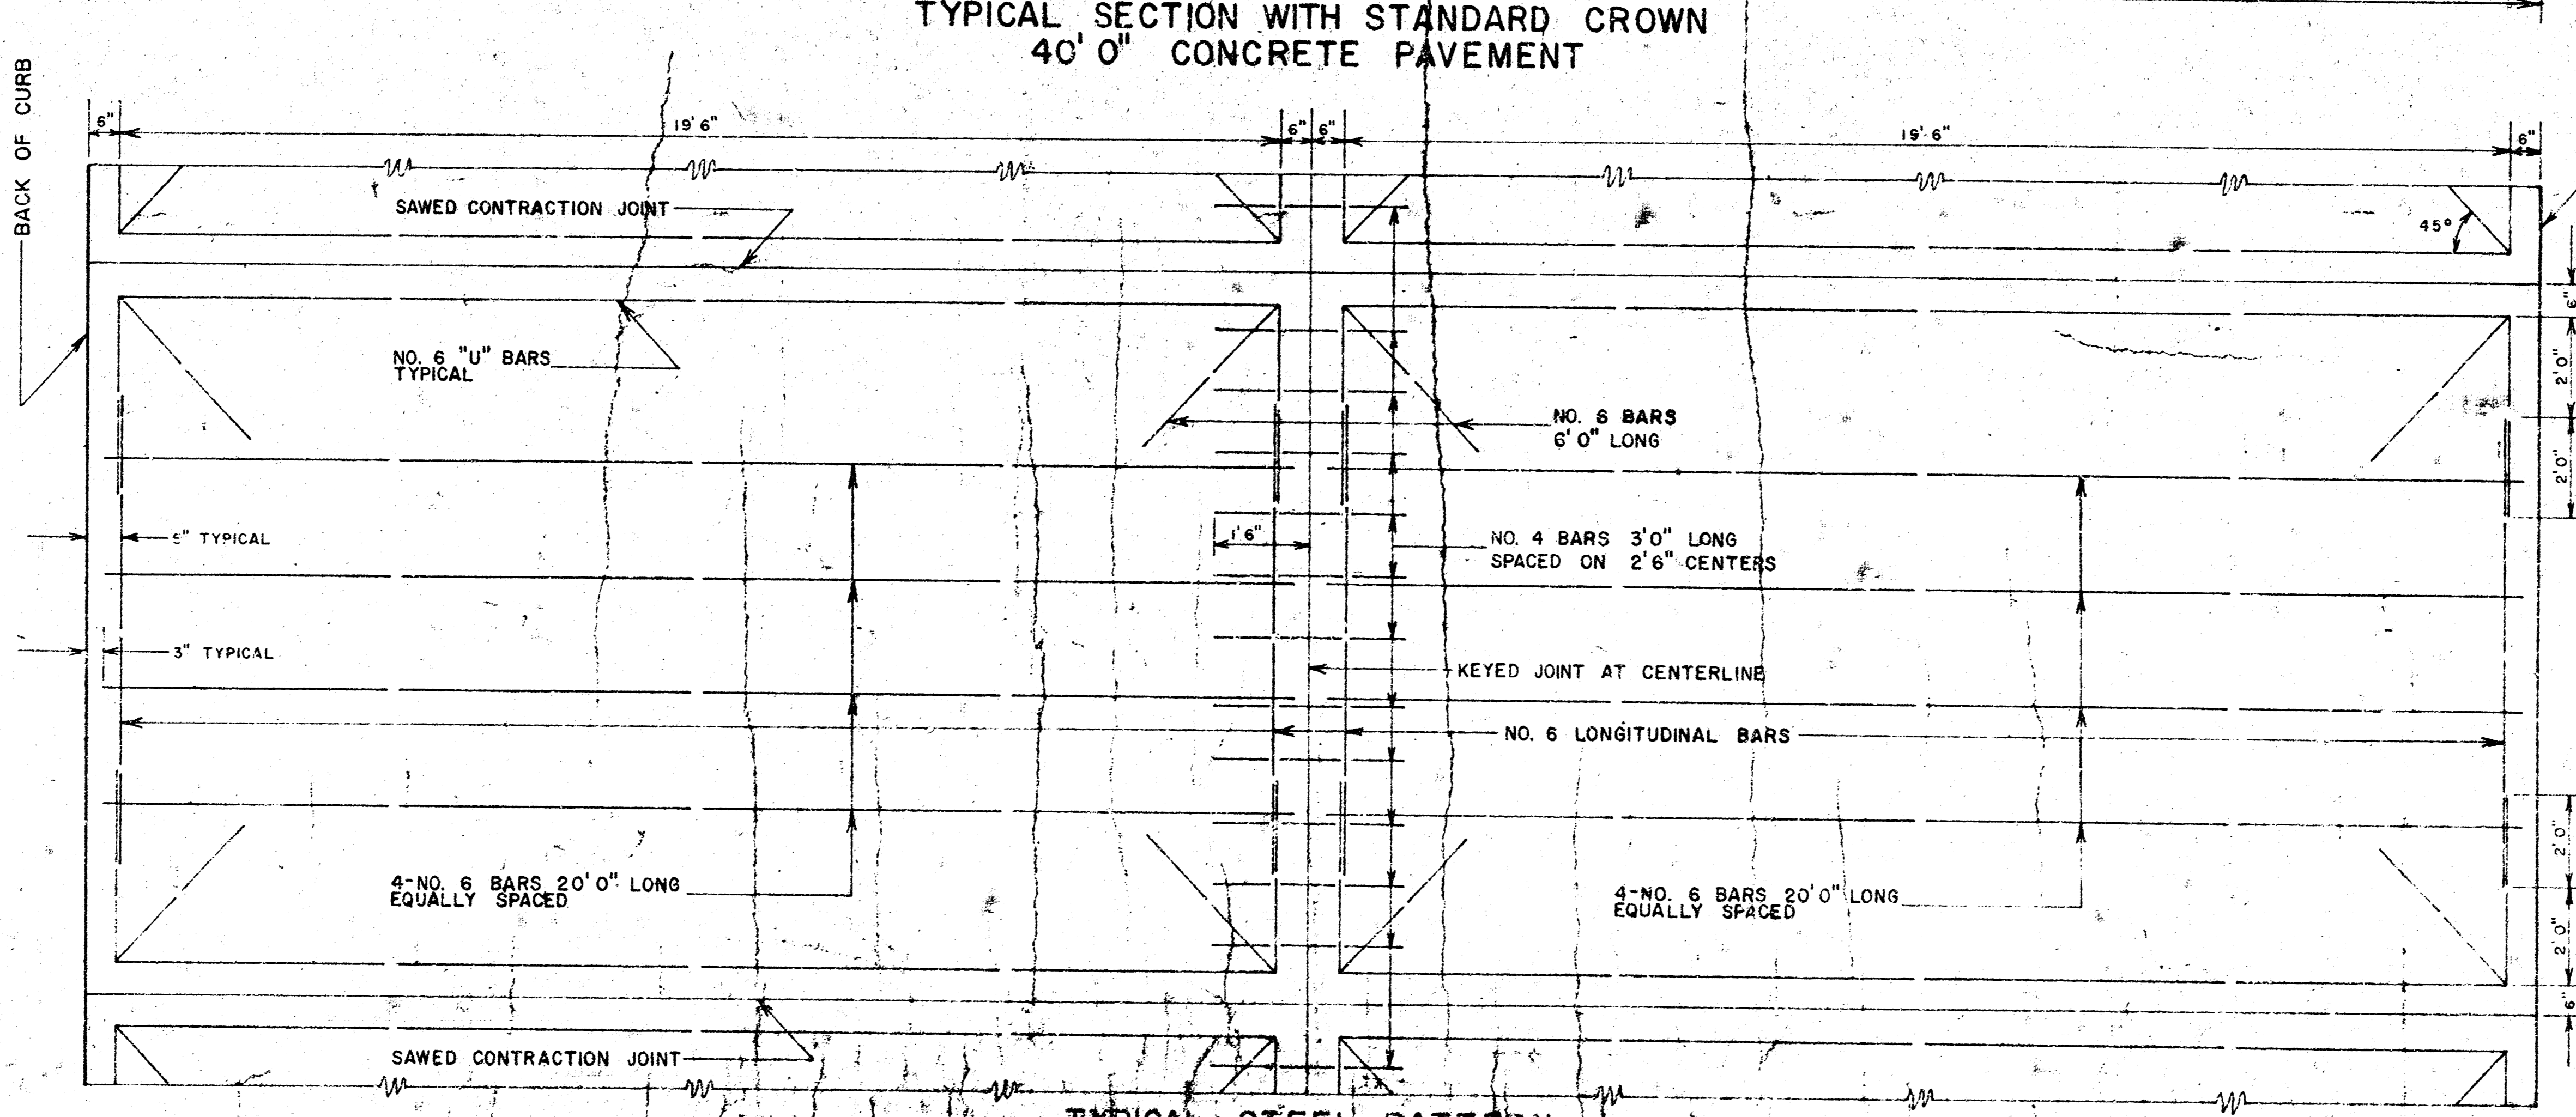 TYPICAL SECTION WITH STANDARD CROWN
40' 0" CONCRETE PAVEMENT
BACK OF CURB
6"
19' 6"
6"
6"
19' 6"
6"
SAWED CONTRACTION JOINT
45°
6"
NO. 6 "U" BARS
TYPICAL
2' 0"
NO. 6 BARS
6' 0" LONG
2' 0"
6" TYPICAL
1' 6"
NO. 4 BARS 3'0" LONG
SPACED ON 2'6" CENTERS
3" TYPICAL
KEYED JOINT AT CENTERLINE
NO. 6 LONGITUDINAL BARS
2' 0"
4-NO. 6 BARS 20'0" LONG
EQUALLY SPACED
4-NO. 6 BARS 20'0" LONG
EQUALLY SPACED
2' 0"
6"
SAWED CONTRACTION JOINT
TYPICAL STEEL PATTERN